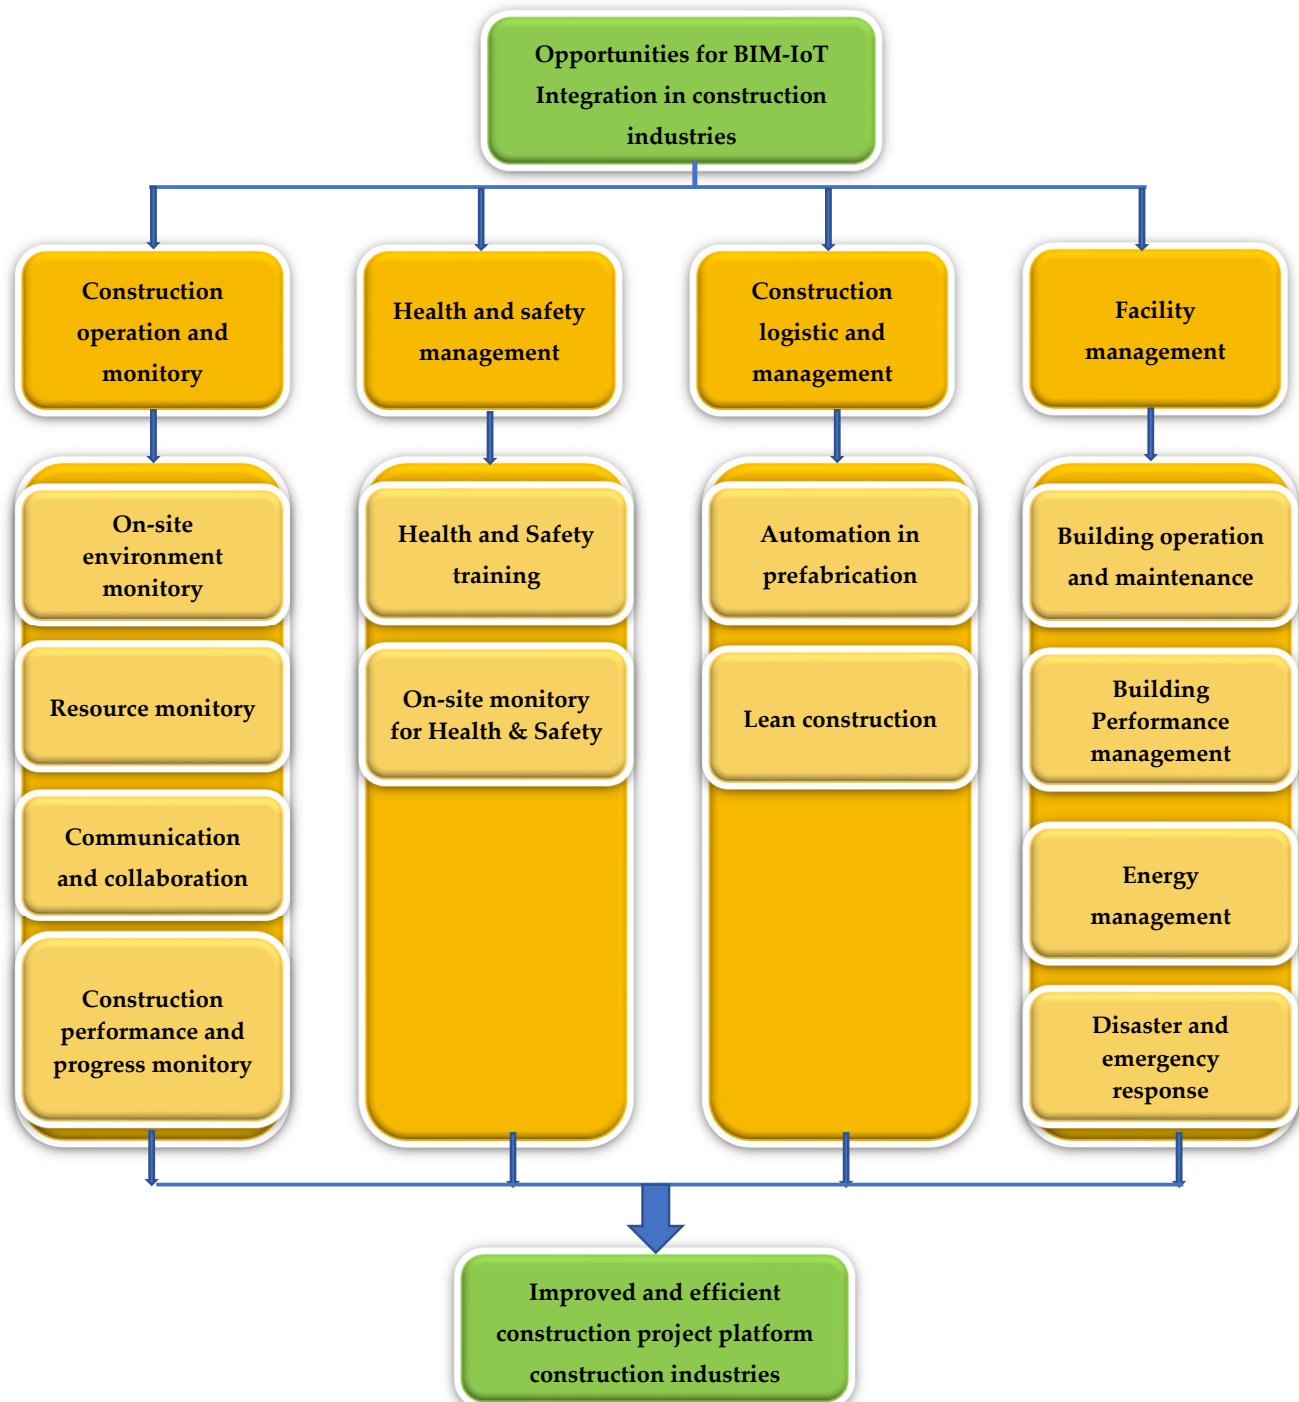 Opportunities for BIM-IoT
Integration in construction
industries
Construction
operation and
monitory
Health and safety
management
Construction
logistic and
management
Facility
management
On-site
environment
monitory
Resource monitory
Communication
and collaboration
Construction
performance and
progress monitory
Health and Safety
training
On-site monitory
for Health & Safety
Automation in
prefabrication
Lean construction
Building operation
and maintenance
Building
Performance
management
Energy
management
Disaster and
emergency
response
Improved and efficient
construction project platform
construction industries